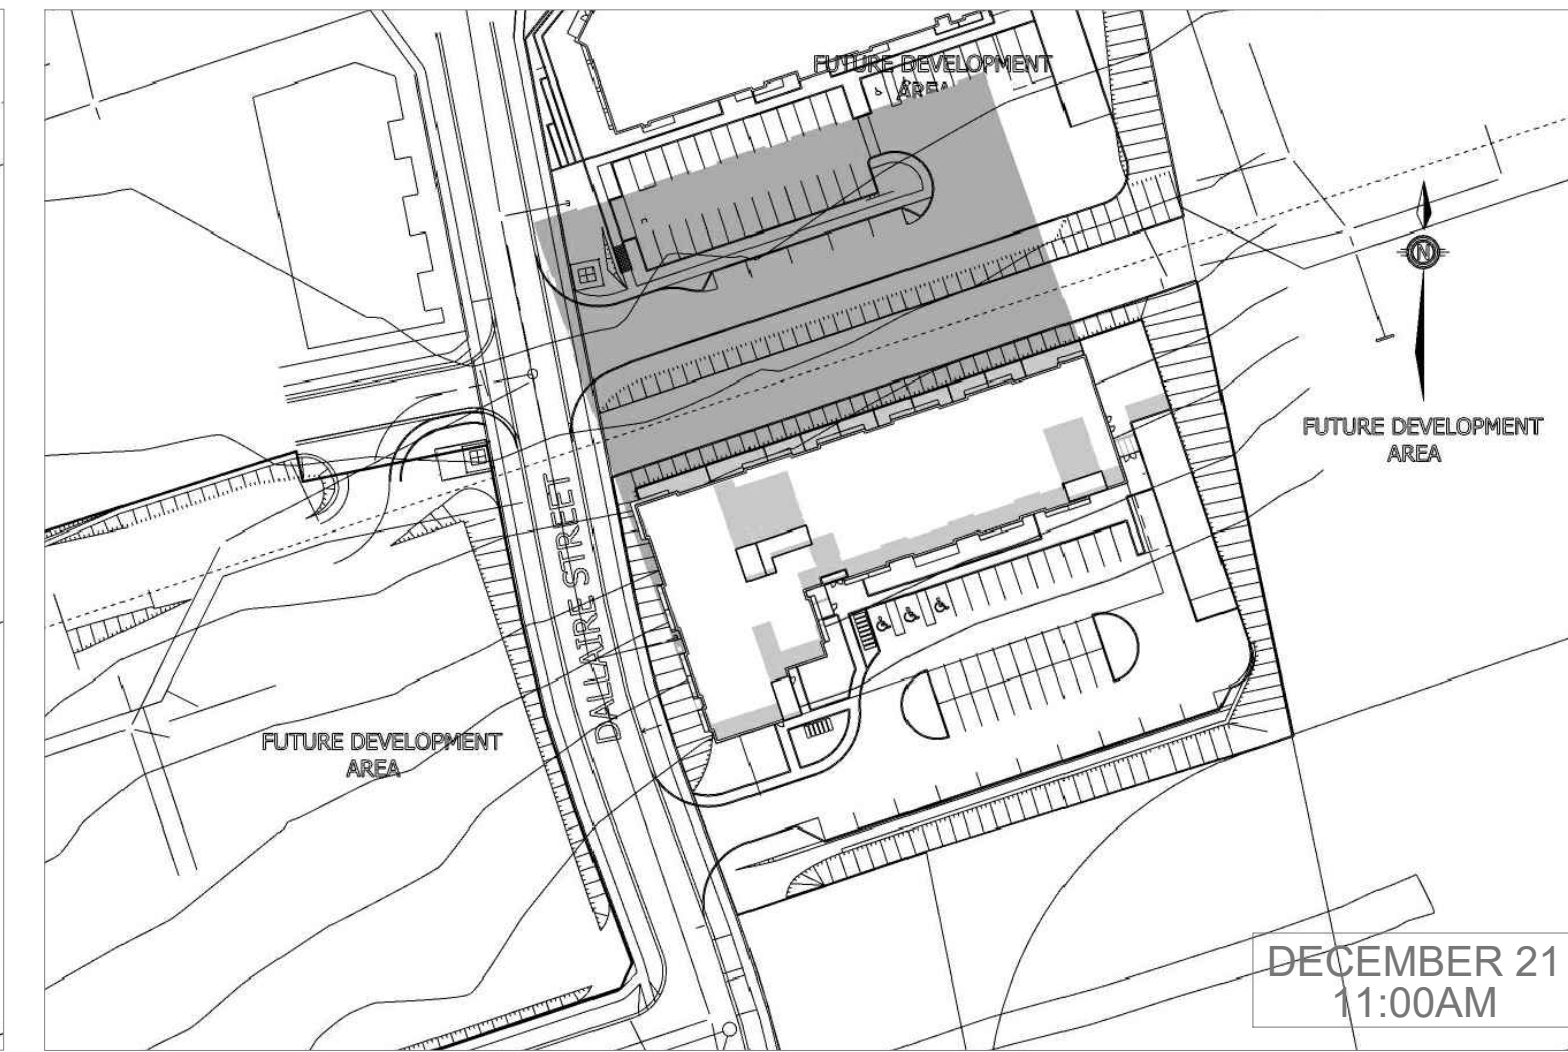 FUTURE DEVELOPMENT
AREA
N
FUTURE DEVELOPMENT
AREA
DALLAIRE STREET
FUTURE DEVELOPMENT
AREA
DECEMBER 21
11:00AM